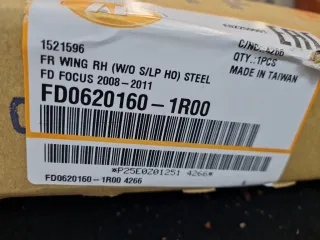 1521596
C/NO.:4266
FR WING RH (W/O S/LP HO) STEEL
QTY.:1PCS
FD FOCUS 2008-2011
MADE IN TAIWAN
FD0620160-1R00
*P25E0201251 4266*
FD0620160-1R00 4266